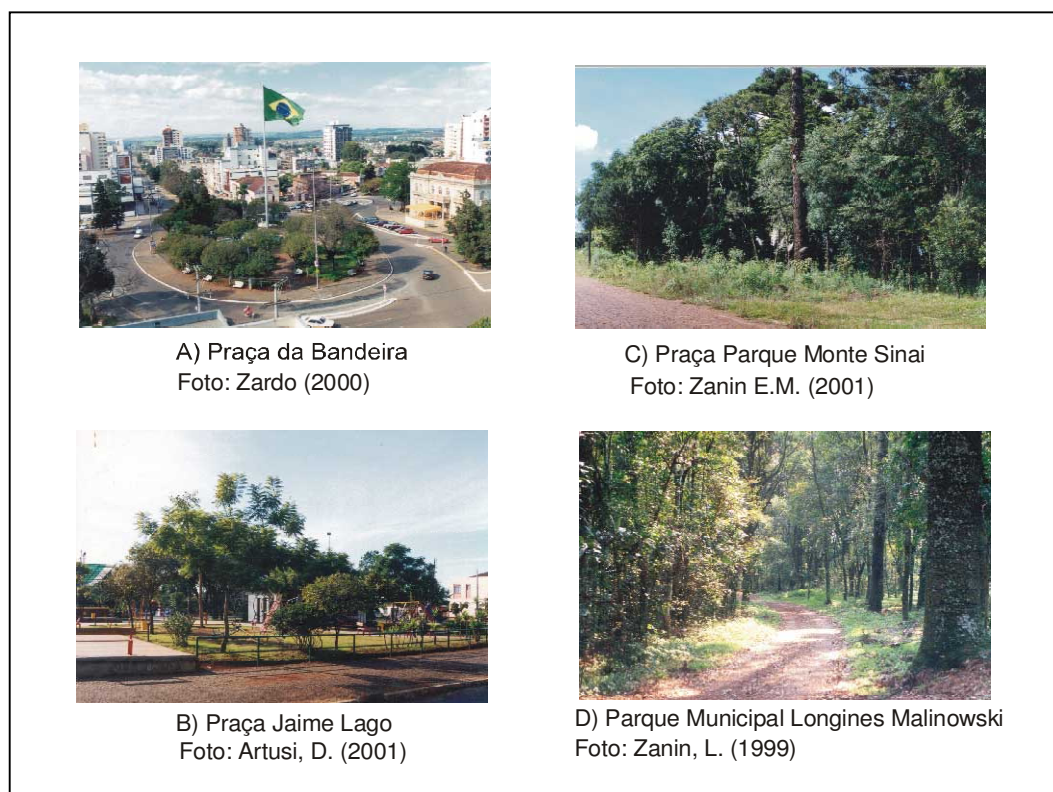 A) Praça da Bandeira
Foto: Zardo (2000)
C) Praça Parque Monte Sinai
Foto: Zanin E.M. (2001)
B) Praça Jaime Lago
Foto: Artusi, D. (2001)
D) Parque Municipal Longines Malinowski
Foto: Zanin, L. (1999)